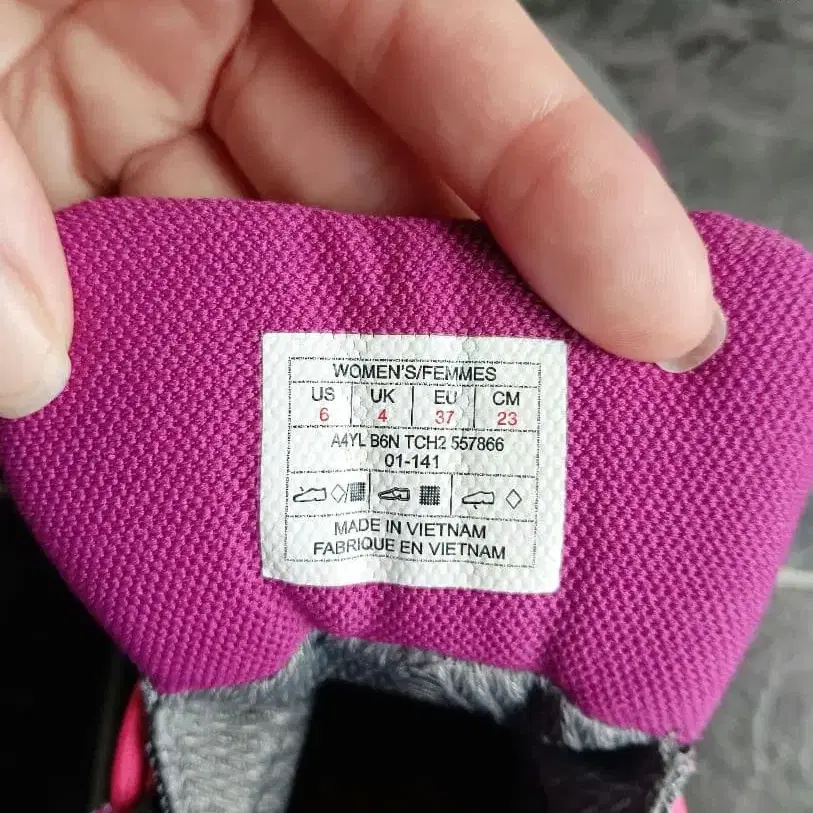 WOMEN'S/FEMMES
US UK EU CM
6 4 37 23
A4YL B6N TCH2 557866
01-141
MADE IN VIETNAM
FABRIQUE EN VIETNAM